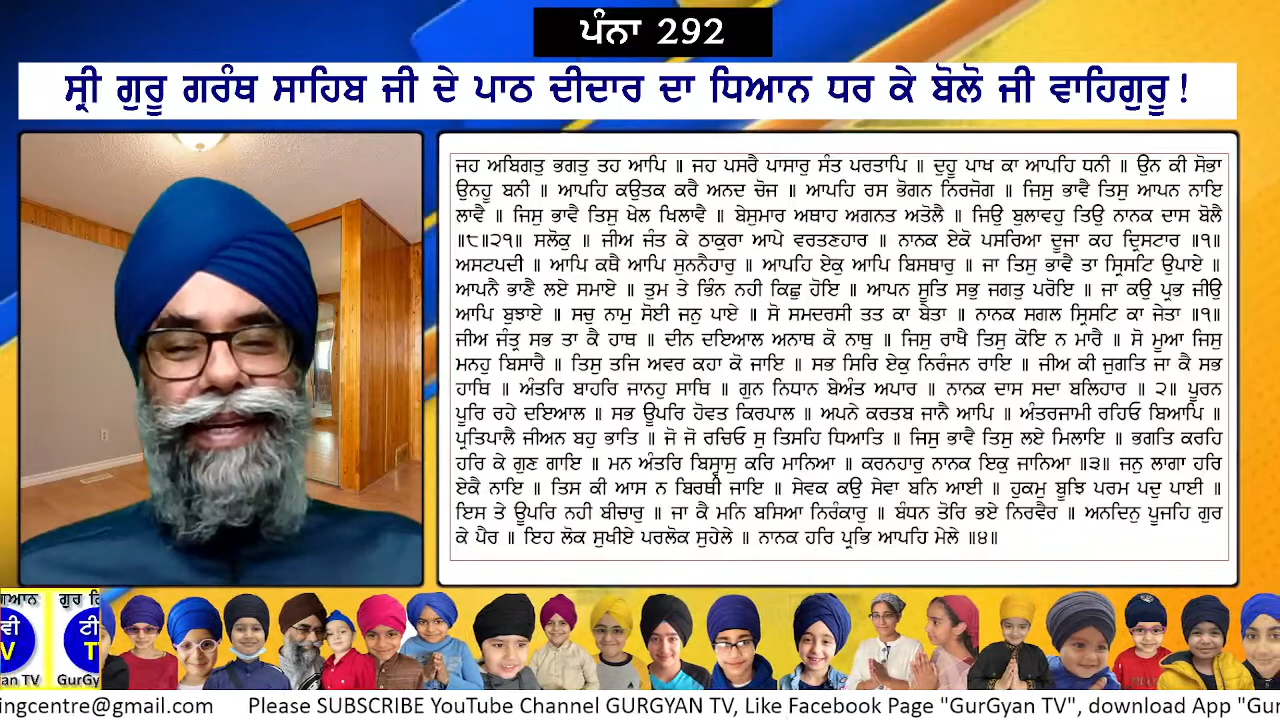 ਪੰਨਾ 292
ਸ੍ਰੀ ਗੁਰੂ ਗਰੰਥ ਸਾਹਿਬ ਜੀ ਦੇ ਪਾਠ ਦੀਦਾਰ ਦਾ ਧਿਆਨ ਧਰ ਕੇ ਬੋਲੋ ਜੀ ਵਾਹਿਗੁਰੂ!
ਜਹ ਅਬਿਗਤੁ ਭਗਤੁ ਤਹ ਆਪਿ ॥ ਜਹ ਪਸਰੈ ਪਾਸਾਰੁ ਸੰਤ ਪਰਤਾਪਿ ॥ ਦੁਹੂ ਪਾਖ ਕਾ ਆਪਹਿ ਧਨੀ ॥ ਉਨ ਕੀ ਸੋਭਾ
ਉਨਹੂ ਬਨੀ ॥ ਆਪਹਿ ਕਉਤਕ ਕਰੈ ਅਨਦ ਚੋਜ ॥ ਆਪਹਿ ਰਸ ਭੋਗਨ ਨਿਰਜੋਗ ॥ ਜਿਸੁ ਭਾਵੈ ਤਿਸੁ ਆਪਨ ਨਾਇ
ਲਾਵੈ ॥ ਜਿਸੁ ਭਾਵੈ ਤਿਸੁ ਖੇਲ ਖਿਲਾਵੈ ॥ ਬੇਸੁਮਾਰ ਅਥਾਹ ਅਗਨਤ ਅਤੋਲੈ ॥ ਜਿਉ ਬੁਲਾਵਹੁ ਤਿਉ ਨਾਨਕ ਦਾਸ ਬੋਲੈ
॥੮॥੨੧॥ ਸਲੋਕੁ ॥ ਜੀਅ ਜੰਤ ਕੇ ਠਾਕੁਰਾ ਆਪੇ ਵਰਤਣਹਾਰ ॥ ਨਾਨਕ ਏਕੋ ਪਸਰਿਆ ਦੂਜਾ ਕਹ ਦ੍ਰਿਸਟਾਰ ॥੧॥
ਅਸਟਪਦੀ ॥ ਆਪਿ ਕਥੈ ਆਪਿ ਸੁਨਨੈਹਾਰੁ ॥ ਆਪਹਿ ਏਕੁ ਆਪਿ ਬਿਸਥਾਰੁ ॥ ਜਾ ਤਿਸੁ ਭਾਵੈ ਤਾ ਸ੍ਰਿਸਟਿ ਉਪਾਏ ॥
ਆਪਨੈ ਭਾਣੈ ਲਏ ਸਮਾਏ ॥ ਤੁਮ ਤੇ ਭਿੰਨ ਨਹੀ ਕਿਛੁ ਹੋਇ ॥ ਆਪਨ ਸੂਤਿ ਸਭੁ ਜਗਤੁ ਪਰੋਇ ॥ ਜਾ ਕਉ ਪ੍ਰਭ ਜੀਉ
ਆਪਿ ਬੁਝਾਏ ॥ ਸਚੁ ਨਾਮੁ ਸੋਈ ਜਨੁ ਪਾਏ ॥ ਸੋ ਸਮਦਰਸੀ ਤਤ ਕਾ ਬੇਤਾ ॥ ਨਾਨਕ ਸਗਲ ਸ੍ਰਿਸਟਿ ਕਾ ਜੇਤਾ ॥੧॥
ਜੀਅ ਜੰਤ੍ਰ ਸਭ ਤਾ ਕੈ ਹਾਥ ॥ ਦੀਨ ਦਇਆਲ ਅਨਾਥ ਕੋ ਨਾਥੁ ॥ ਜਿਸੁ ਰਾਖੈ ਤਿਸੁ ਕੋਇ ਨ ਮਾਰੈ ॥ ਸੋ ਮੂਆ ਜਿਸੁ
ਮਨਹੁ ਬਿਸਾਰੈ ॥ ਤਿਸੁ ਤਜਿ ਅਵਰ ਕਹਾ ਕੋ ਜਾਇ ॥ ਸਭ ਸਿਰਿ ਏਕੁ ਨਿਰੰਜਨ ਰਾਇ ॥ ਜੀਅ ਕੀ ਜੁਗਤਿ ਜਾ ਕੈ ਸਭ
ਹਾਥਿ ॥ ਅੰਤਰਿ ਬਾਹਰਿ ਜਾਨਹੁ ਸਾਥਿ ॥ ਗੁਨ ਨਿਧਾਨ ਬੇਅੰਤ ਅਪਾਰ ॥ ਨਾਨਕ ਦਾਸ ਸਦਾ ਬਲਿਹਾਰ ॥ ੨॥ ਪੂਰਨ
ਪੂਰਿ ਰਹੇ ਦਇਆਲ ॥ ਸਭ ਊਪਰਿ ਹੋਵਤ ਕਿਰਪਾਲ ॥ ਅਪਨੇ ਕਰਤਬ ਜਾਨੈ ਆਪਿ ॥ ਅੰਤਰਜਾਮੀ ਰਹਿਓ ਬਿਆਪਿ ॥
ਪ੍ਰਤਿਪਾਲੈ ਜੀਅਨ ਬਹੁ ਭਾਤਿ ॥ ਜੋ ਜੋ ਰਚਿਓ ਸੁ ਤਿਸਹਿ ਧਿਆਤਿ ॥ ਜਿਸੁ ਭਾਵੈ ਤਿਸੁ ਲਏ ਮਿਲਾਇ ॥ ਭਗਤਿ ਕਰਹਿ
ਹਰਿ ਕੇ ਗੁਣ ਗਾਇ ॥ ਮਨ ਅੰਤਰਿ ਬਿਸ੍ਵਾਸੁ ਕਰਿ ਮਾਨਿਆ ॥ ਕਰਨਹਾਰੁ ਨਾਨਕ ਇਕੁ ਜਾਨਿਆ ॥੩॥ ਜਨੁ ਲਾਗਾ ਹਰਿ
ਏਕੈ ਨਾਇ ॥ ਤਿਸ ਕੀ ਆਸ ਨ ਬਿਰਥੀ ਜਾਇ ॥ ਸੇਵਕ ਕਉ ਸੇਵਾ ਬਨਿ ਆਈ ॥ ਹੁਕਮੁ ਬੂਝਿ ਪਰਮ ਪਦੁ ਪਾਈ ॥
ਇਸ ਤੇ ਊਪਰਿ ਨਹੀ ਬੀਚਾਰੁ ॥ ਜਾ ਕੈ ਮਨਿ ਬਸਿਆ ਨਿਰੰਕਾਰੁ ॥ ਬੰਧਨ ਤੋਰਿ ਭਏ ਨਿਰਵੈਰ ॥ ਅਨਦਿਨੁ ਪੂਜਹਿ ਗੁਰ
ਕੇ ਪੈਰ ॥ ਇਹ ਲੋਕ ਸੁਖੀਏ ਪਰਲੋਕ ਸੁਹੇਲੇ ॥ ਨਾਨਕ ਹਰਿ ਪ੍ਰਭਿ ਆਪਹਿ ਮੇਲੇ ॥੪॥
ਗੁਰ
ਵੀ ਟੀ
V T
an TV GurGy
ingcentre@gmail.com Please SUBSCRIBE YouTube Channel GURGYAN TV, Like Facebook Page "GurGyan TV", download App "Gur